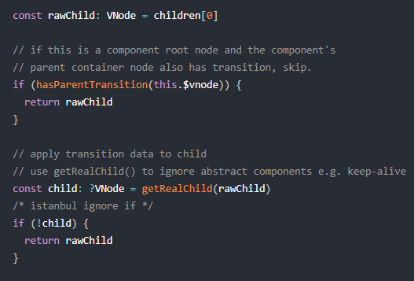 const rawChild: VNode = children[0]
// if this is a component root node and the component's
// parent container node also has transition, skip.
if (hasParentTransition(this.$vnode)) {
return rawChild
}
// apply transition data to child
// use getRealChild() to ignore abstract components e.g. keep-alive
const child: ?VNode = getRealChild(rawChild)
/* istanbul ignore if */
if (!child) {
return rawChild
}